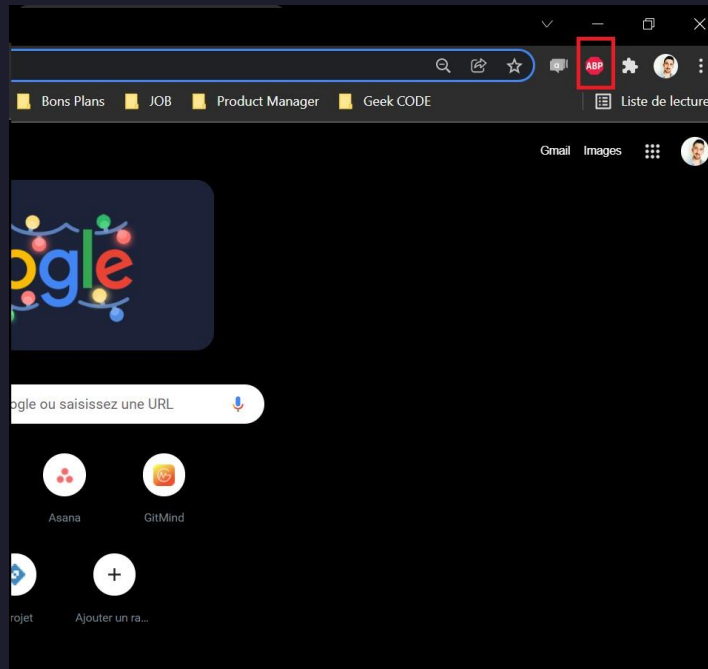 ABP
Bons Plans JOB Product Manager Geek CODE Liste de lecture
Gmail Images
ogle
ogle ou saisissez une URL
Asana GitMind
rojet Ajouter un ra...